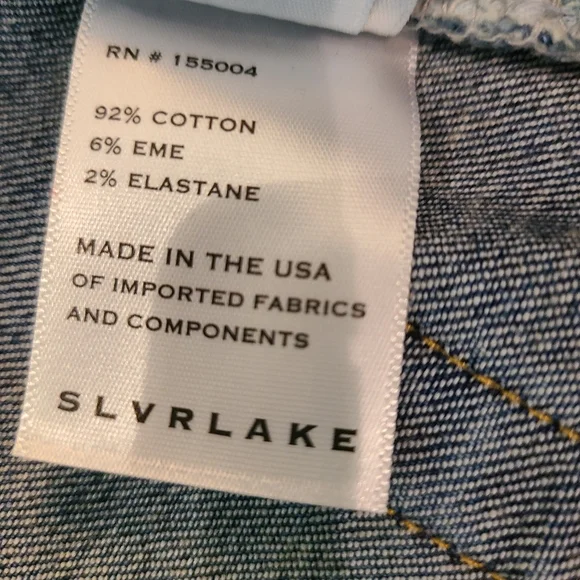 RN # 155004
92% COTTON
6% EME
2% ELASTANE
MADE IN THE USA
OF IMPORTED FABRICS
AND COMPONENTS
SLVRLAKE